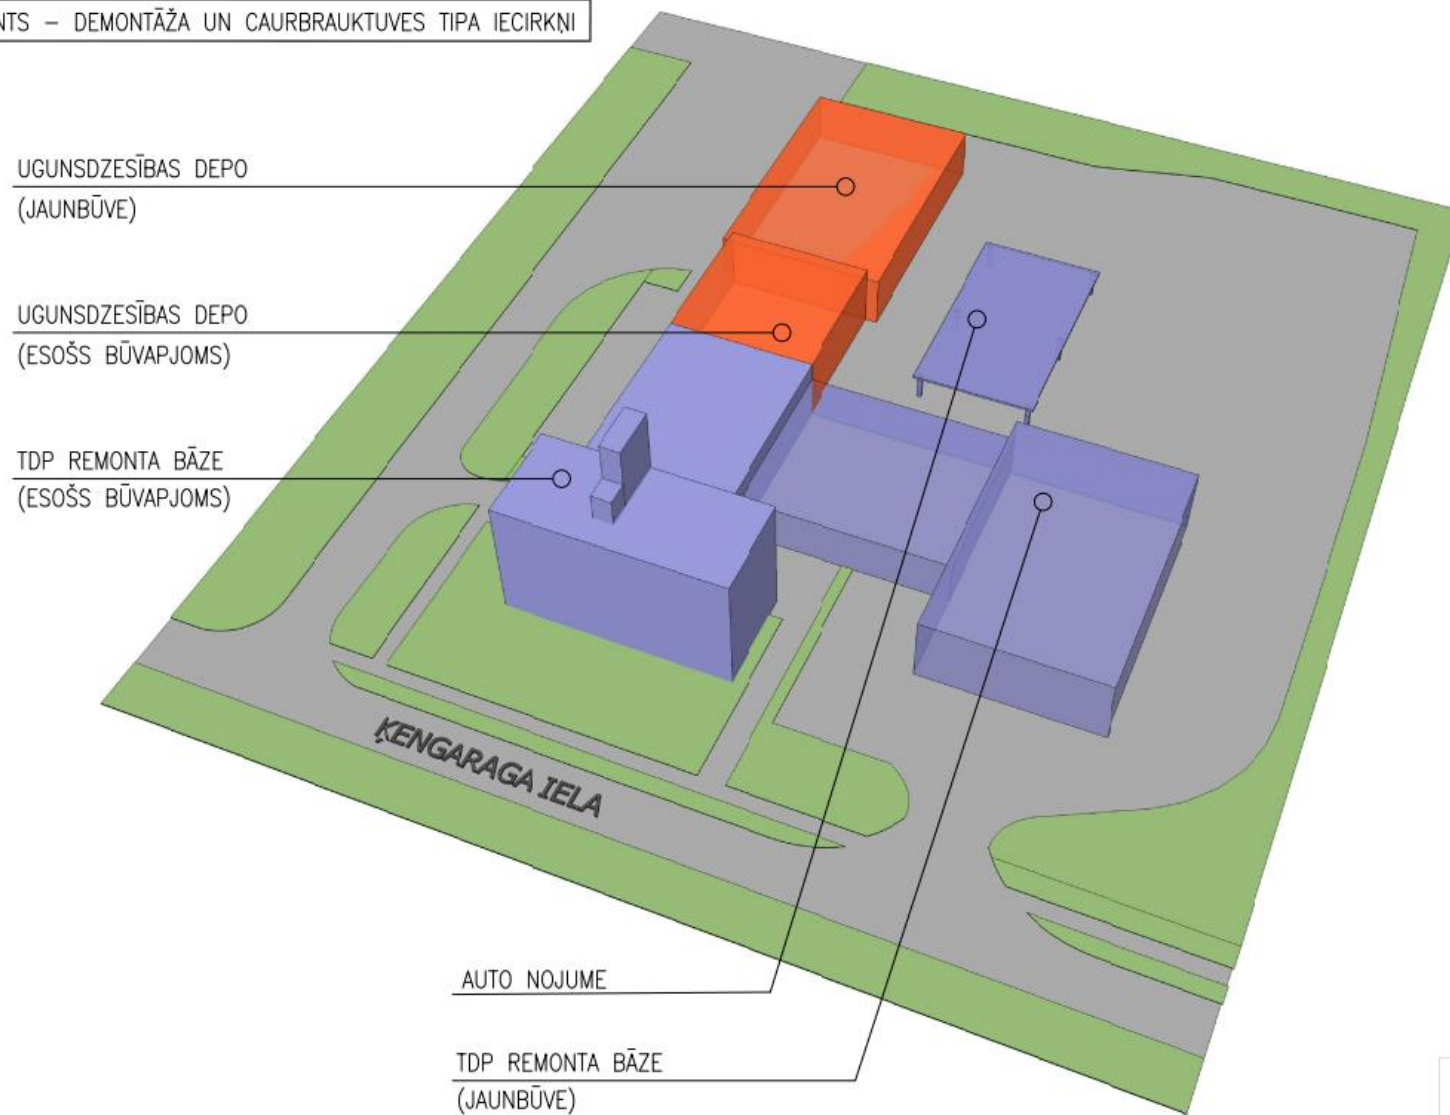 – DEMONTĀŽA UN CAURBRAUKTUVES TIPA IECIRKŅI
UGUNSDZESĪBAS DEPO
(JAUNBŪVE)
UGUNSDZESĪBAS DEPO
(ESOŠS BŪVAPJOMS)
TDP REMONTA BĀZE
(ESOŠS BŪVAPJOMS)
ĶENGARAGA IELA
AUTO NOJUME
TDP REMONTA BĀZE
(JAUNBŪVE)